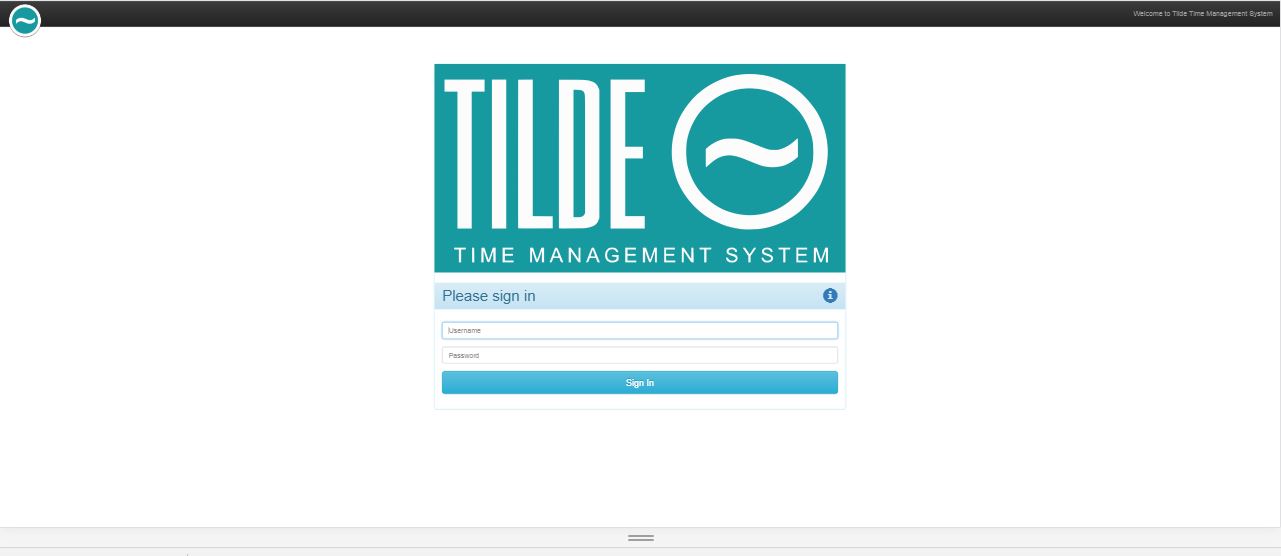 Welcome to Tilde Time Management System
TILDE
TIME MANAGEMENT SYSTEM
Please sign in
Username
Password
Sign In